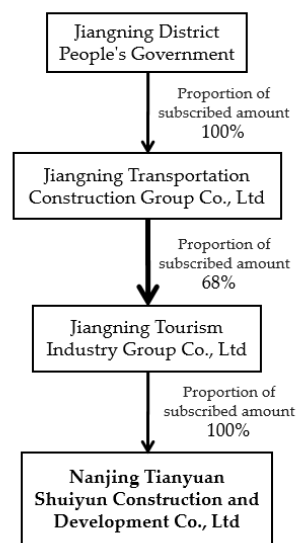 Jiangning District
People's Government
Proportion of
subscribed amount
100%
Jiangning Transportation
Construction Group Co., Ltd
Proportion of
subscribed amount
68%
Jiangning Tourism
Industry Group Co., Ltd
Proportion of
subscribed amount
100%
Nanjing Tianyuan
Shuiyun Construction and
Development Co., Ltd